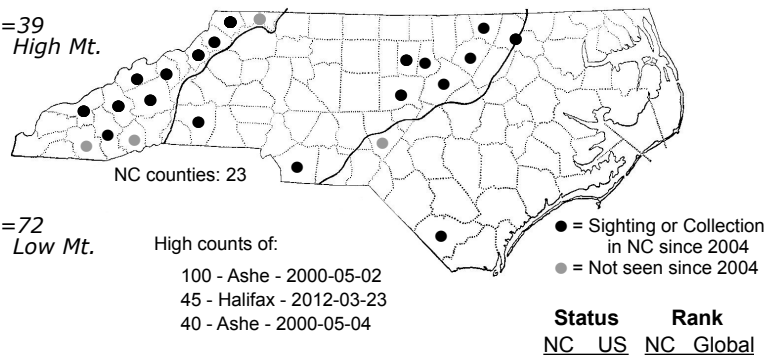 =39
High Mt.
NC counties: 23
=72
Low Mt.
High counts of:
100 - Ashe - 2000-05-02
45 - Halifax - 2012-03-23
40 - Ashe - 2000-05-04
= Sighting or Collection
in NC since 2004
= Not seen since 2004
Status Rank
NC US NC Global